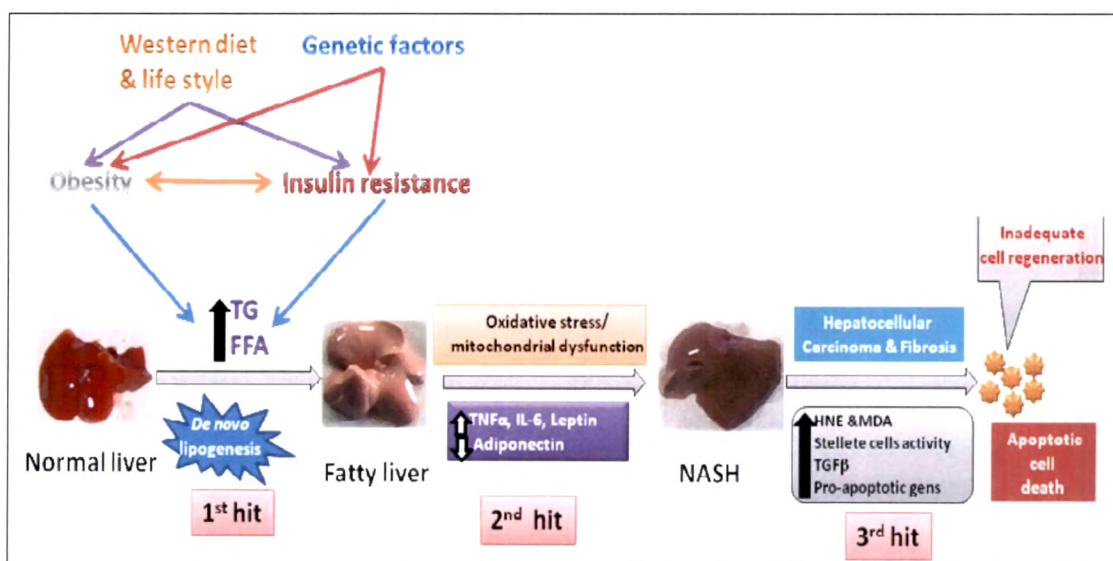 Western diet
& life style
Genetic factors
Obesity
Insulin resistance
TG
FFA
De novo
lipogenesis
Normal liver
1st hit
Fatty liver
Oxidative stress/
mitochondrial dysfunction
TNFα, IL-6, Leptin
Adiponectin
2nd hit
NASH
Hepatocellular
Carcinoma & Fibrosis
HNE &MDA
Stellete cells activity
TGFβ
Pro-apoptotic gens
3rd hit
Inadequate
cell regeneration
Apoptotic
cell
death